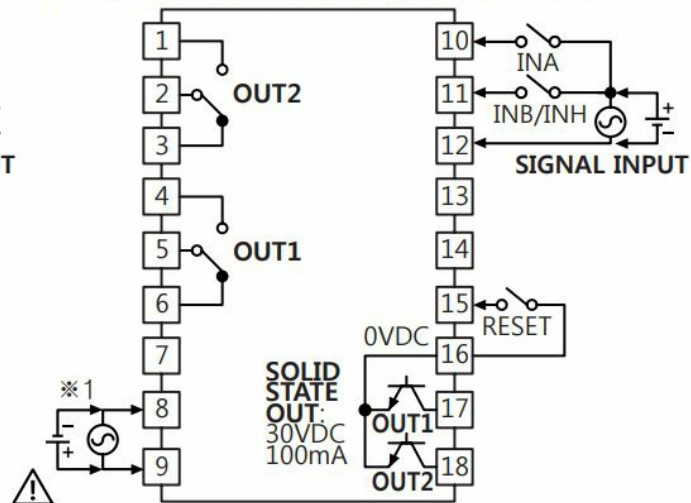 1
2
3
OUT2
4
5
6
OUT1
7
※1
8
9
-
+
!
SOLID
STATE
OUT:
30VDC
100mA
10
INA
11
INB/INH
12
+
-
SIGNAL INPUT
13
14
15
RESET
0VDC
16
17
OUT1
18
OUT2
T